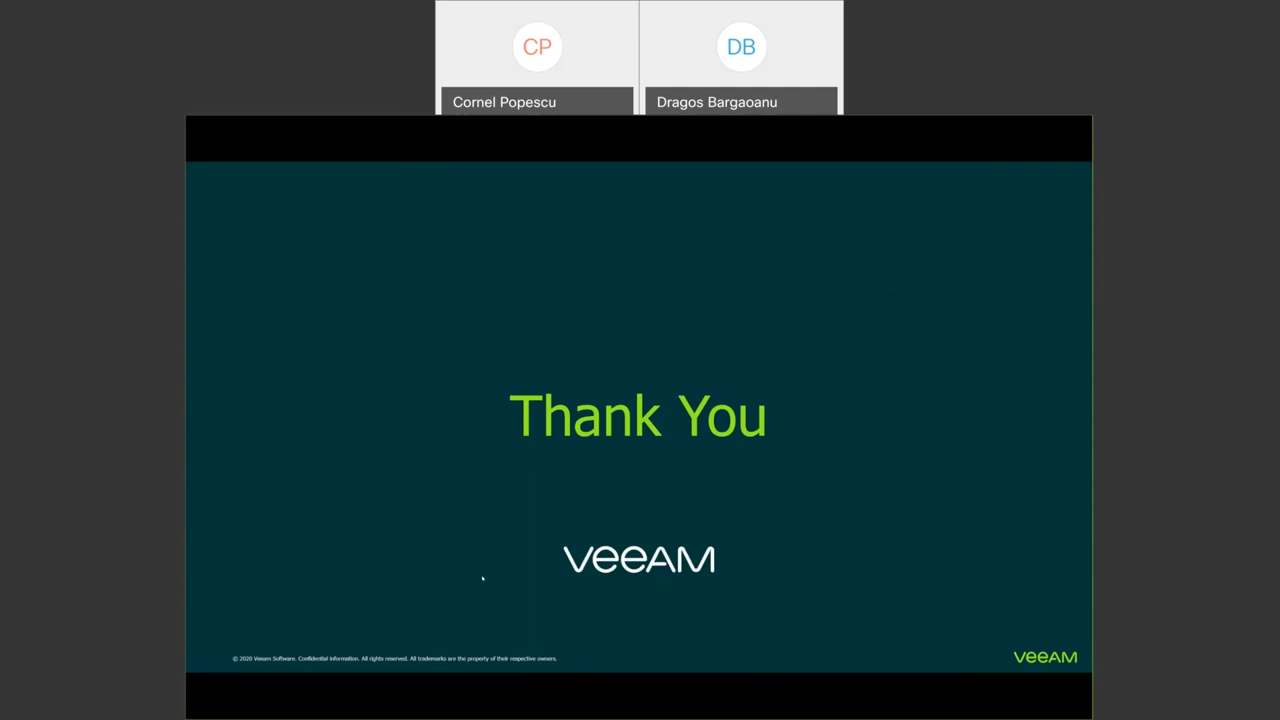 CP
DB
Cornel Popescu
Dragos Bargaoanu
Thank You
veeAM
© 2020 Veeam Software. Confidential information. All rights reserved. All trademarks are the property of their respective owners.
veeAM